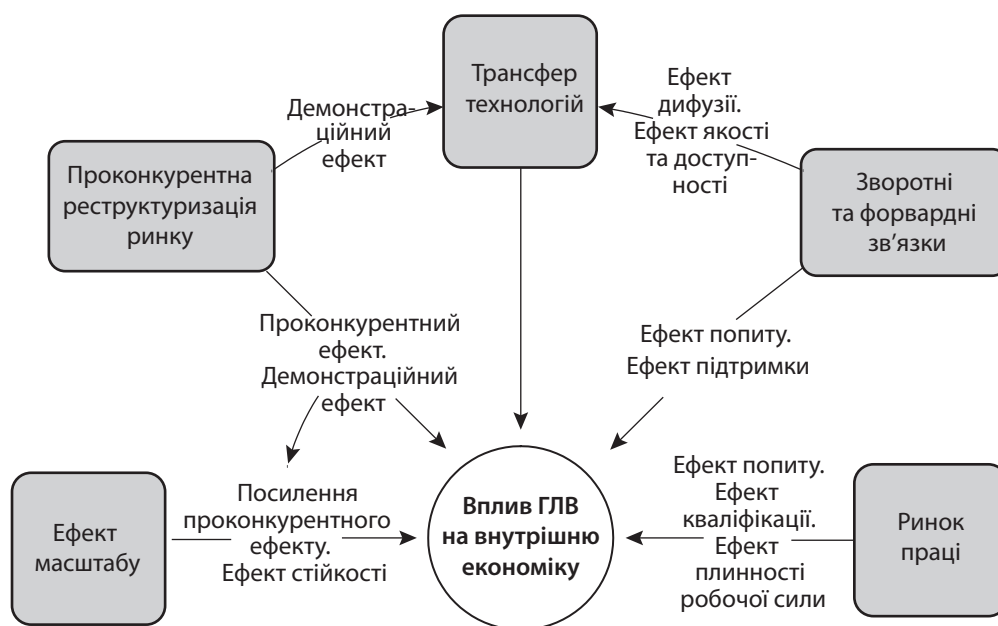 Трансфер
технологій
Демонстра-
ційний
ефект
Ефект
дифузії.
Ефект якості
та доступ-
ності
Проконкурентна
реструктуризація
ринку
Зворотні
та форвардні
зв’язки
Проконкурентний
ефект.
Демонстраційний
ефект
Ефект попиту.
Ефект підтримки
Ефект
масштабу
Посилення
проконкурентного
ефекту.
Ефект стійкості
Вплив ГЛВ
на внутрішню
економіку
Ефект попиту.
Ефект
кваліфікації.
Ефект
плинності
робочої сили
Ринок
праці